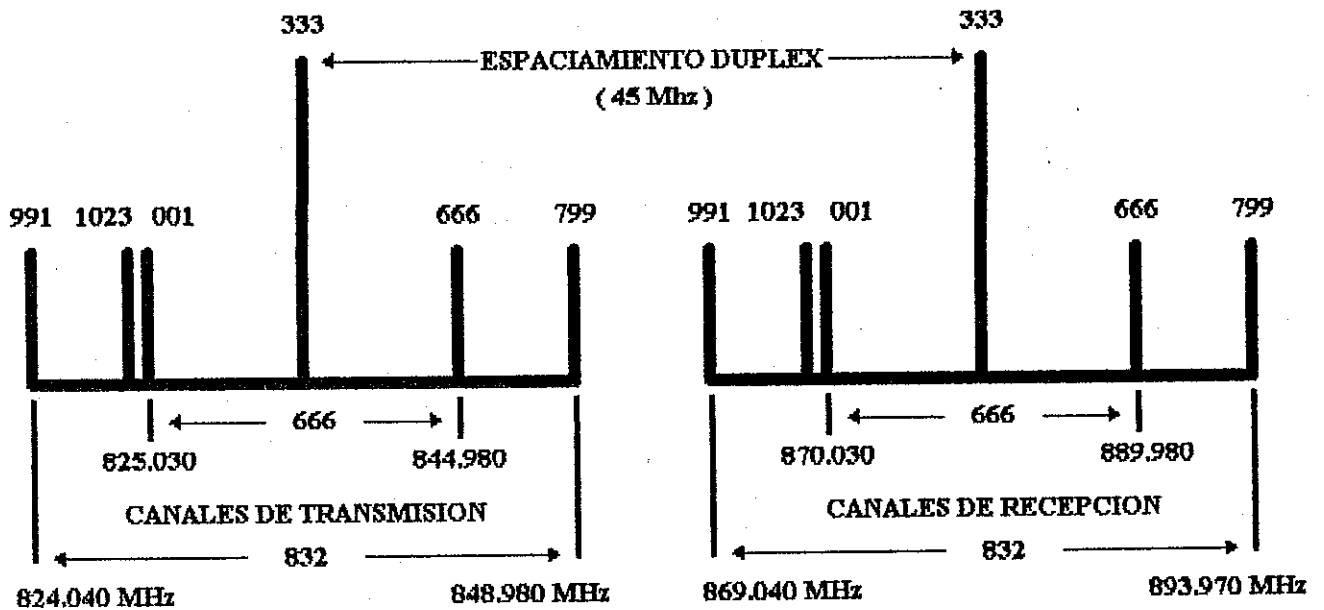 333 333
ESPACIAMIENTO DUPLEX
( 45 Mhz )
991 1023 001 666 799 991 1023 001 666 799
666 666
825.030 844.980 870.030 889.980
CANALES DE TRANSMISION CANALES DE RECEPCION
832 832
824.040 MHz 848.980 MHz 869.040 MHz 893.970 MHz